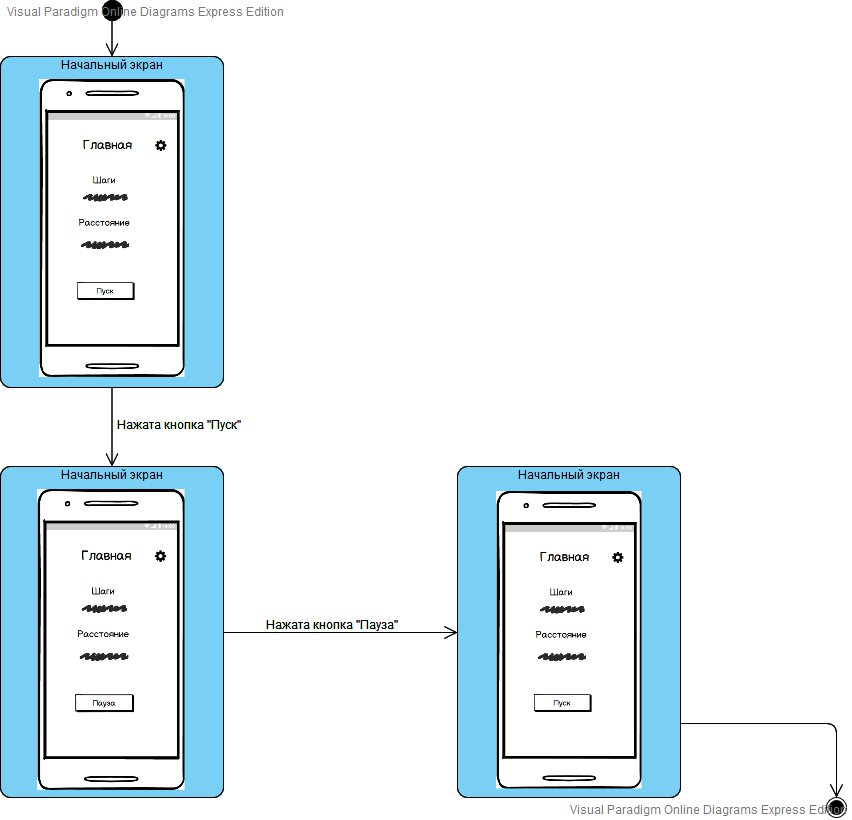 Visual Paradigm Online Diagrams Express Edition
Начальный экран
Главная
Шаги
Расстояние
Пуск
Нажата кнопка "Пуск"
Начальный экран
Главная
Шаги
Расстояние
Пауза
Нажата кнопка "Пауза"
Начальный экран
Главная
Шаги
Расстояние
Пуск
Visual Paradigm Online Diagrams Express Edition